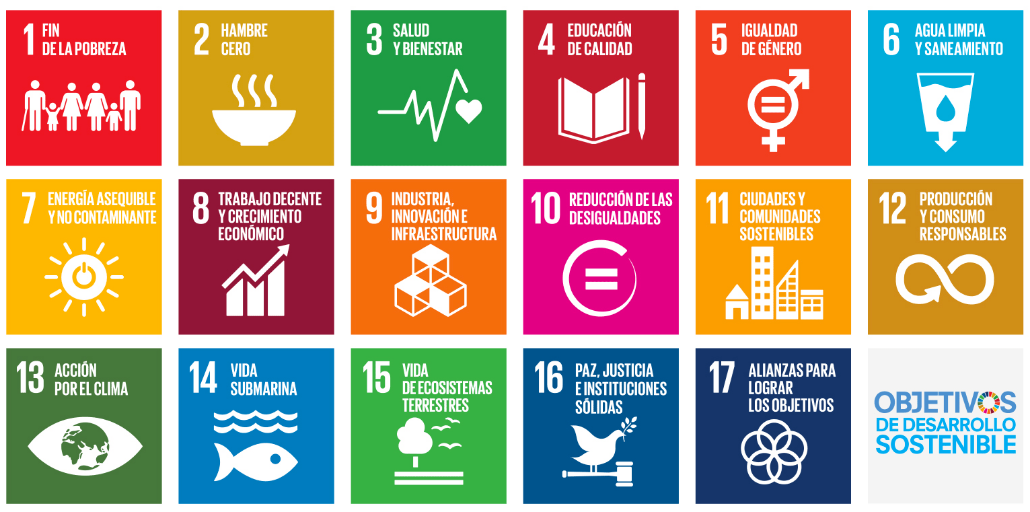 1 FIN
DE LA POBREZA
2 HAMBRE
CERO
3 SALUD
Y BIENESTAR
4 EDUCACIÓN
DE CALIDAD
5 IGUALDAD
DE GÉNERO
6 AGUA LIMPIA
Y SANEAMIENTO
7 ENERGÍA ASEQUIBLE
Y NO CONTAMINANTE
8 TRABAJO DECENTE
Y CRECIMIENTO
ECONÓMICO
9 INDUSTRIA,
INNOVACIÓN E
INFRAESTRUCTURA
10 REDUCCIÓN DE LAS
DESIGUALDADES
11 CIUDADES Y
COMUNIDADES
SOSTENIBLES
12 PRODUCCIÓN
Y CONSUMO
RESPONSABLES
13 ACCIÓN
POR EL CLIMA
14 VIDA
SUBMARINA
15 VIDA
DE ECOSISTEMAS
TERRESTRES
16 PAZ, JUSTICIA
E INSTITUCIONES
SÓLIDAS
17 ALIANZAS PARA
LOGRAR
LOS OBJETIVOS
OBJETIVOS
DE DESARROLLO
SOSTENIBLE